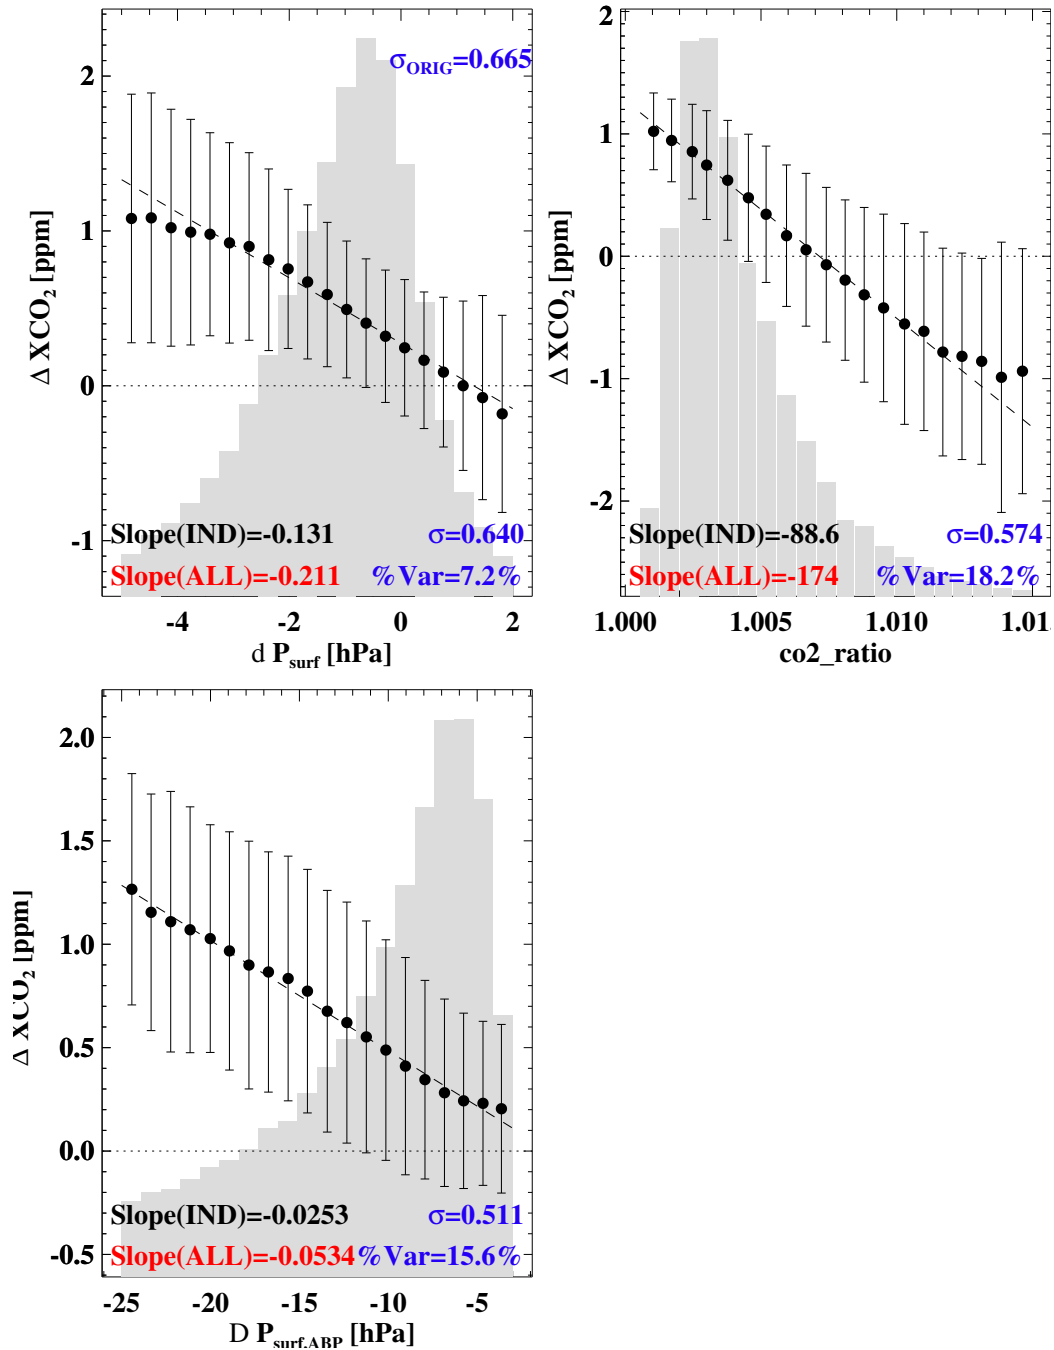 σORIG=0.665
2
1
0
-1
Δ XCO2 [ppm]
Slope(IND)=-0.131
σ=0.640
Slope(ALL)=-0.211
%Var=7.2%
-4 -2 0 2
d Psurf [hPa]
2
1
0
-1
-2
Δ XCO2 [ppm]
Slope(IND)=-88.6
σ=0.574
Slope(ALL)=-174
%Var=18.2%
1.000 1.005 1.010 1.01
co2_ratio
2.0
1.5
1.0
0.5
0.0
-0.5
Δ XCO2 [ppm]
Slope(IND)=-0.0253
σ=0.511
Slope(ALL)=-0.0534
%Var=15.6%
-25 -20 -15 -10 -5
D Psurf,ABP [hPa]